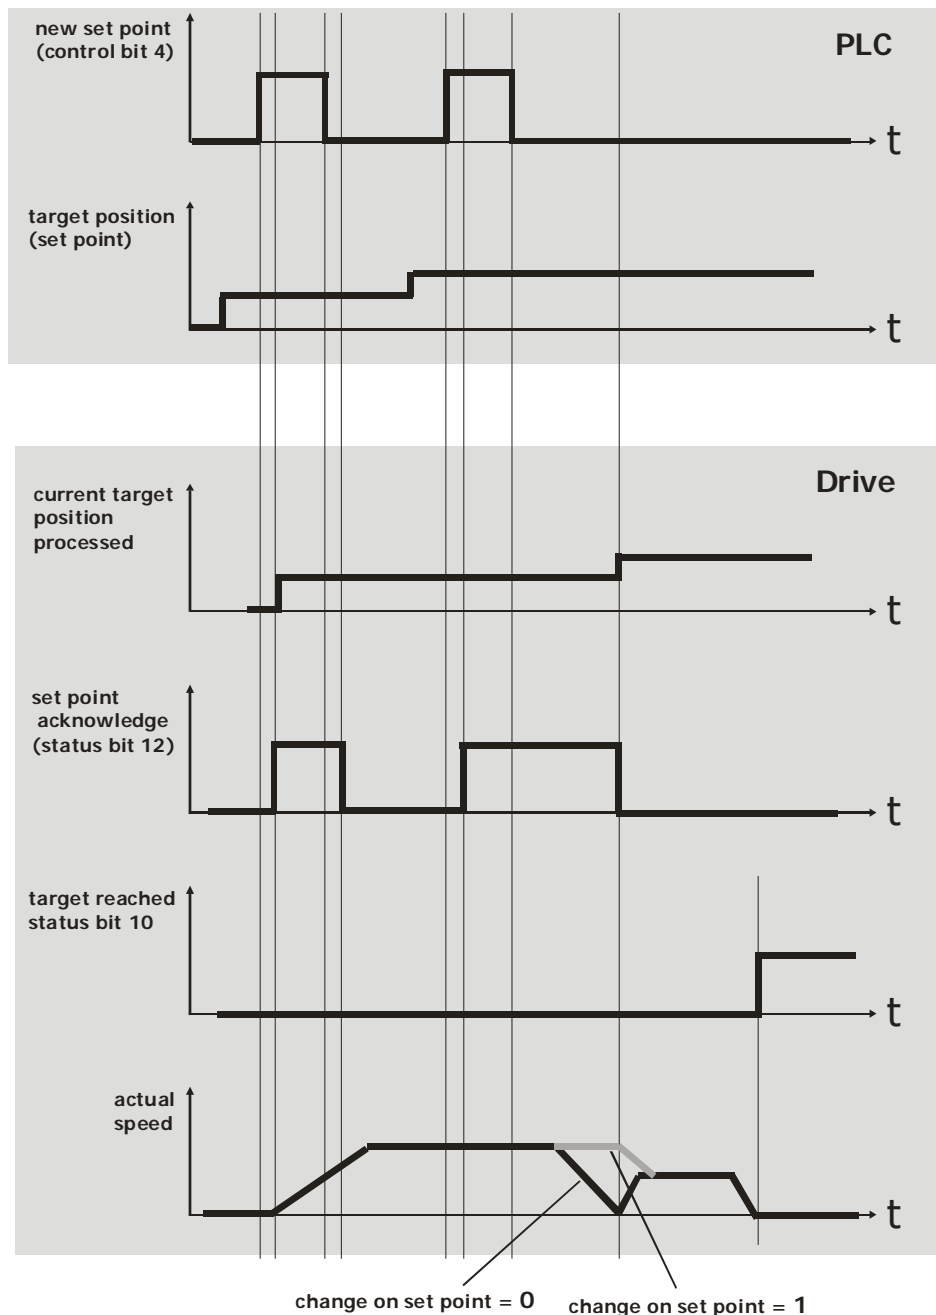 new set point
(control bit 4)
PLC
t
target position
(set point)
t
Drive
current target
position
processed
t
set point
acknowledge
(status bit 12)
t
target reached
status bit 10
t
actual
speed
t
change on set point = 0
change on set point = 1